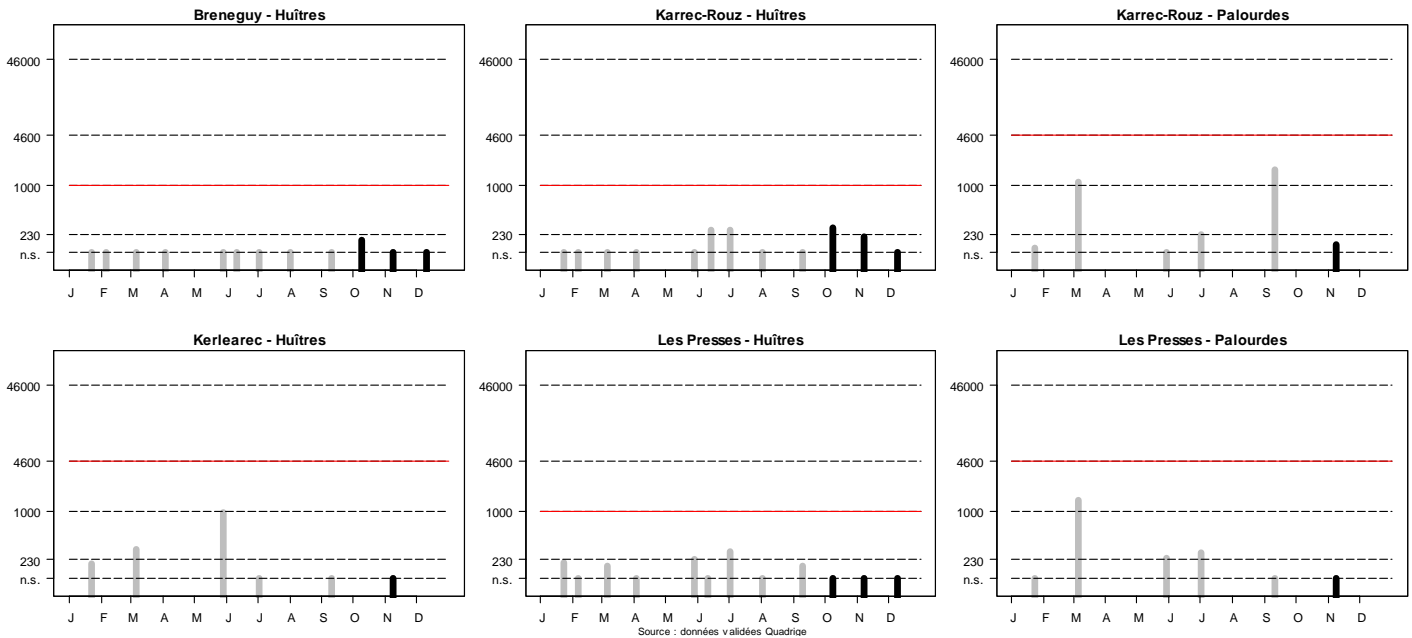 Breneguy - Huîtres
46000
4600
1000
230
n.s.
J F M A M J J A S O N D
Karrec-Rouz - Huîtres
46000
4600
1000
230
n.s.
J F M A M J J A S O N D
Karrec-Rouz - Palourdes
46000
4600
1000
230
n.s.
J F M A M J J A S O N D
Kerlearec - Huîtres
46000
4600
1000
230
n.s.
J F M A M J J A S O N D
Les Presses - Huîtres
46000
4600
1000
230
n.s.
J F M A M J J A S O N D
Les Presses - Palourdes
46000
4600
1000
230
n.s.
J F M A M J J A S O N D
Source : données validées Quadrige